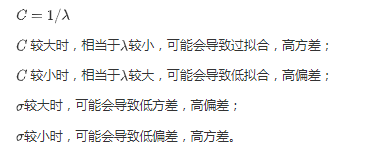 C = 1/λ
C 较大时，相当于λ较小，可能会导致过拟合，高方差；
C 较小时，相当于λ较大，可能会导致低拟合，高偏差；
σ较大时，可能会导致低方差，高偏差；
σ较小时，可能会导致低偏差，高方差。